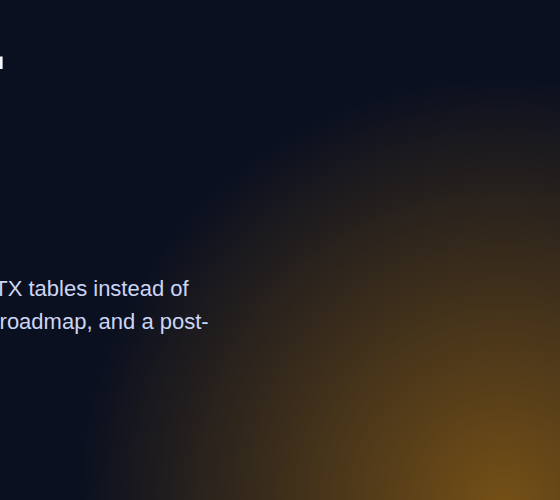 TX tables instead of
roadmap, and a post-